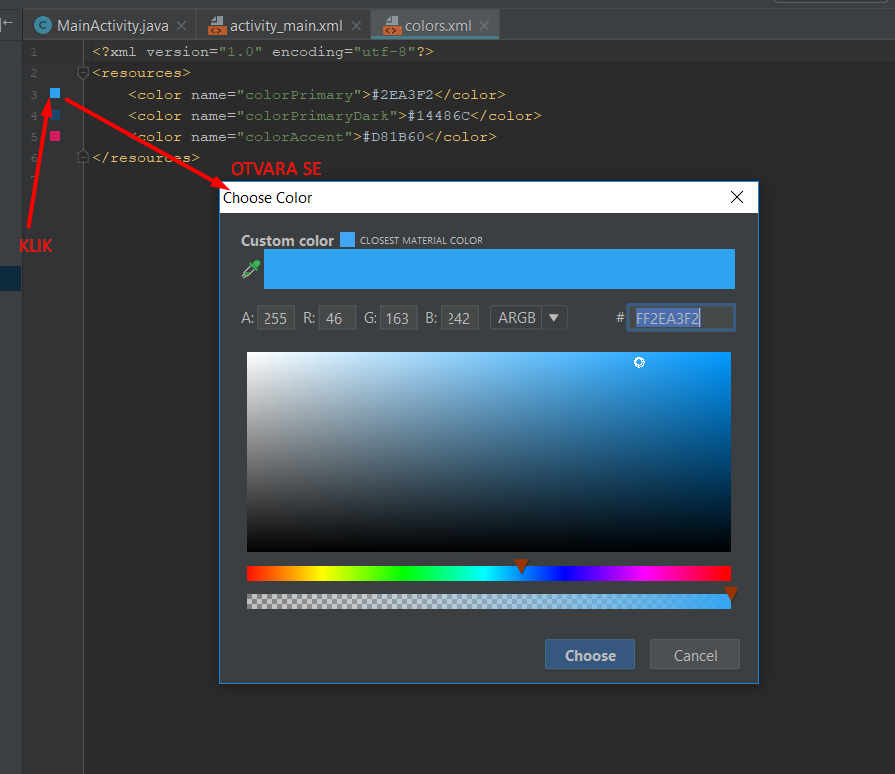 MainActivity.java activity_main.xml colors.xml
1 <?xml version="1.0" encoding="utf-8"?>
2 <resources>
3 <color name="colorPrimary">#2EA3F2</color>
4 <color name="colorPrimaryDark">#14486C</color>
5 <color name="colorAccent">#D81B60</color>
6 </resources>
7
OTVARA SE
KLIK
Choose Color
Custom color CLOSEST MATERIAL COLOR
A: 255 R: 46 G: 163 B: 242 ARGB # FF2EA3F2
Choose Cancel